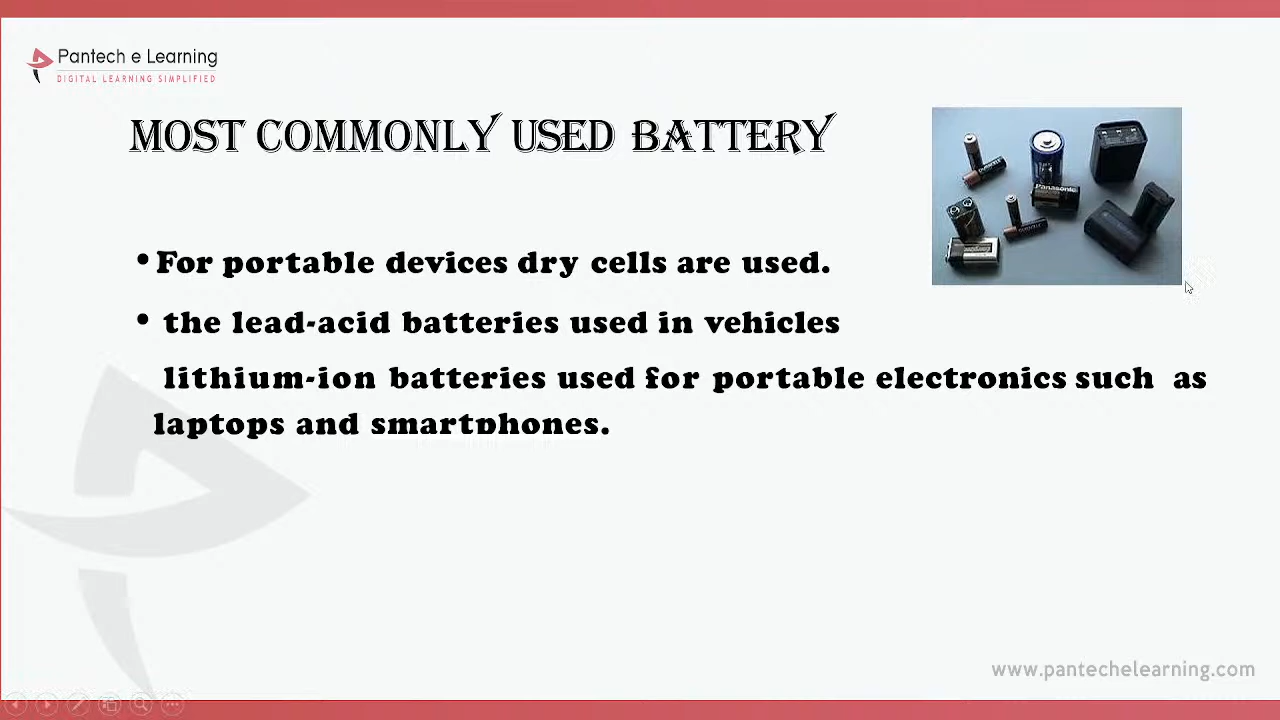 Pantech e Learning
DIGITAL LEARNING SIMPLIFIED
MOST COMMONLY USED BATTERY
Panasonic
•For portable devices dry cells are used.
• the lead-acid batteries used in vehicles
lithium-ion batteries used for portable electronics such as
laptops and smartphones.
www.pantechelearning.com